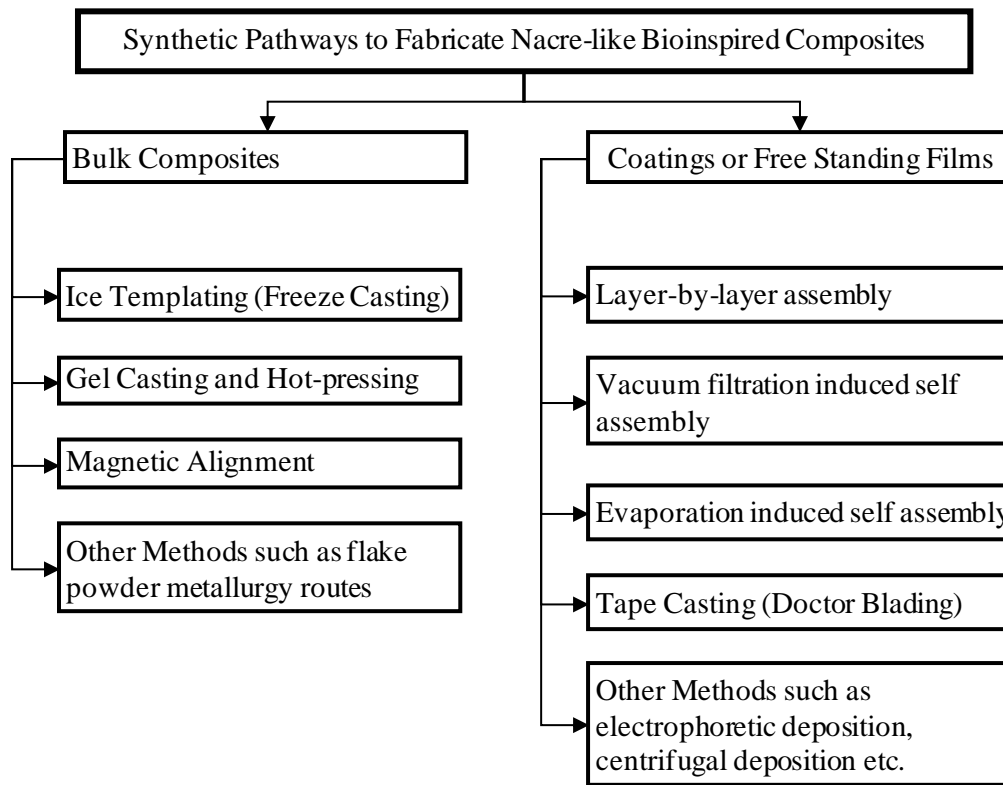 Synthetic Pathways to Fabricate Nacre-like Bioinspired Composites
Bulk Composites
Ice Templating (Freeze Casting)
Gel Casting and Hot-pressing
Magnetic Alignment
Other Methods such as flake
powder metallurgy routes
Coatings or Free Standing Films
Layer-by-layer assembly
Vacuum filtration induced self
assembly
Evaporation induced self assembly
Tape Casting (Doctor Blading)
Other Methods such as
electrophoretic deposition,
centrifugal deposition etc.